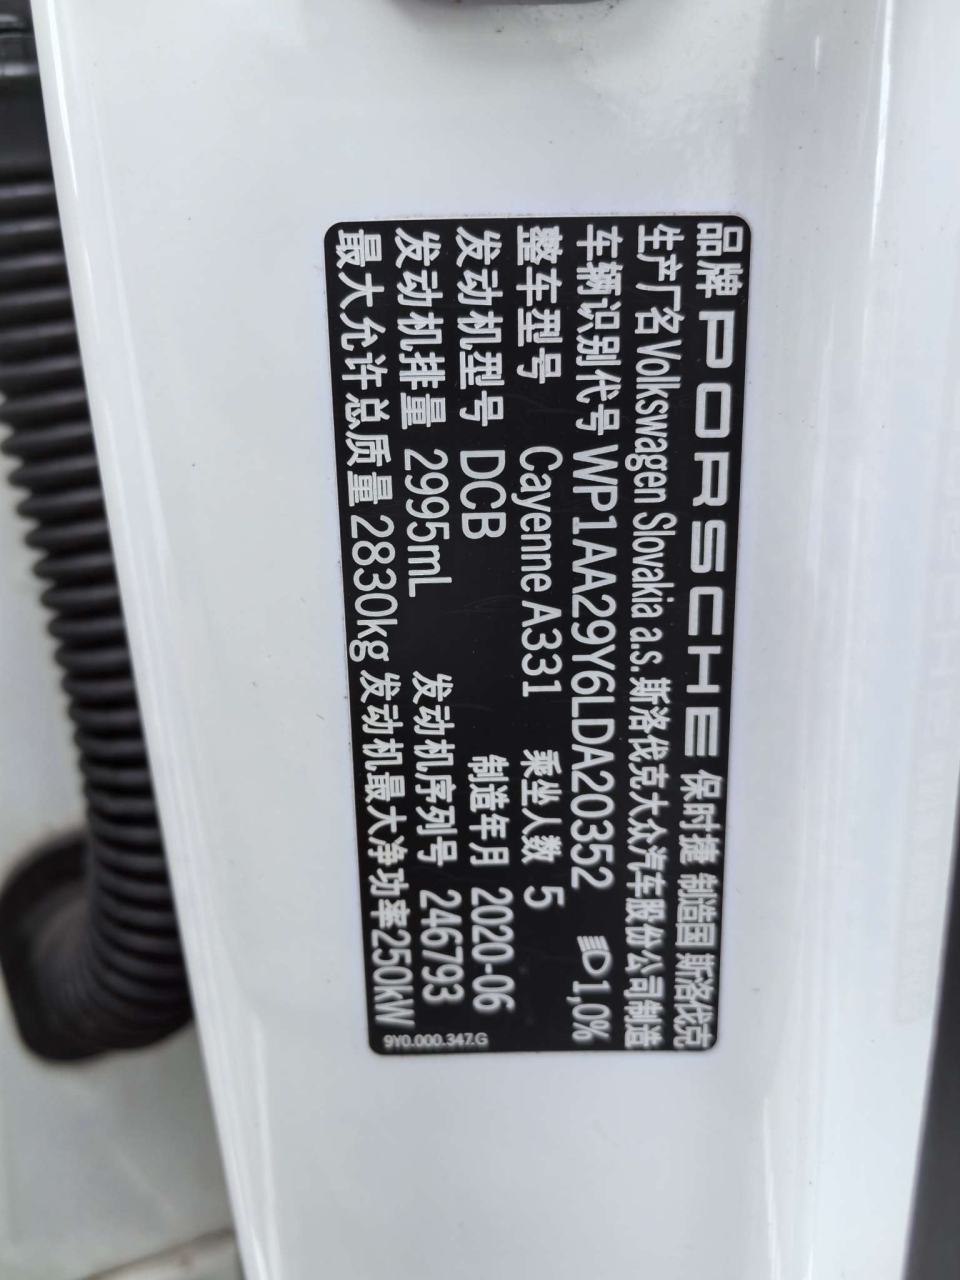 品牌 PORSCHE 保时捷 制造国 斯洛伐克
生产厂名 Volkswagen Slovakia a.s. 斯洛伐克大众汽车股份公司制造
车辆识别代号 WP1AA29Y6LDA20352 1,0%
整车型号 Cayenne A331 乘坐人数 5
发动机型号 DCB 制造年月 2020-06
发动机排量 2995mL 发动机序列号 246793
最大允许总质量 2830kg 发动机最大净功率250kW
9Y0.000.347.G